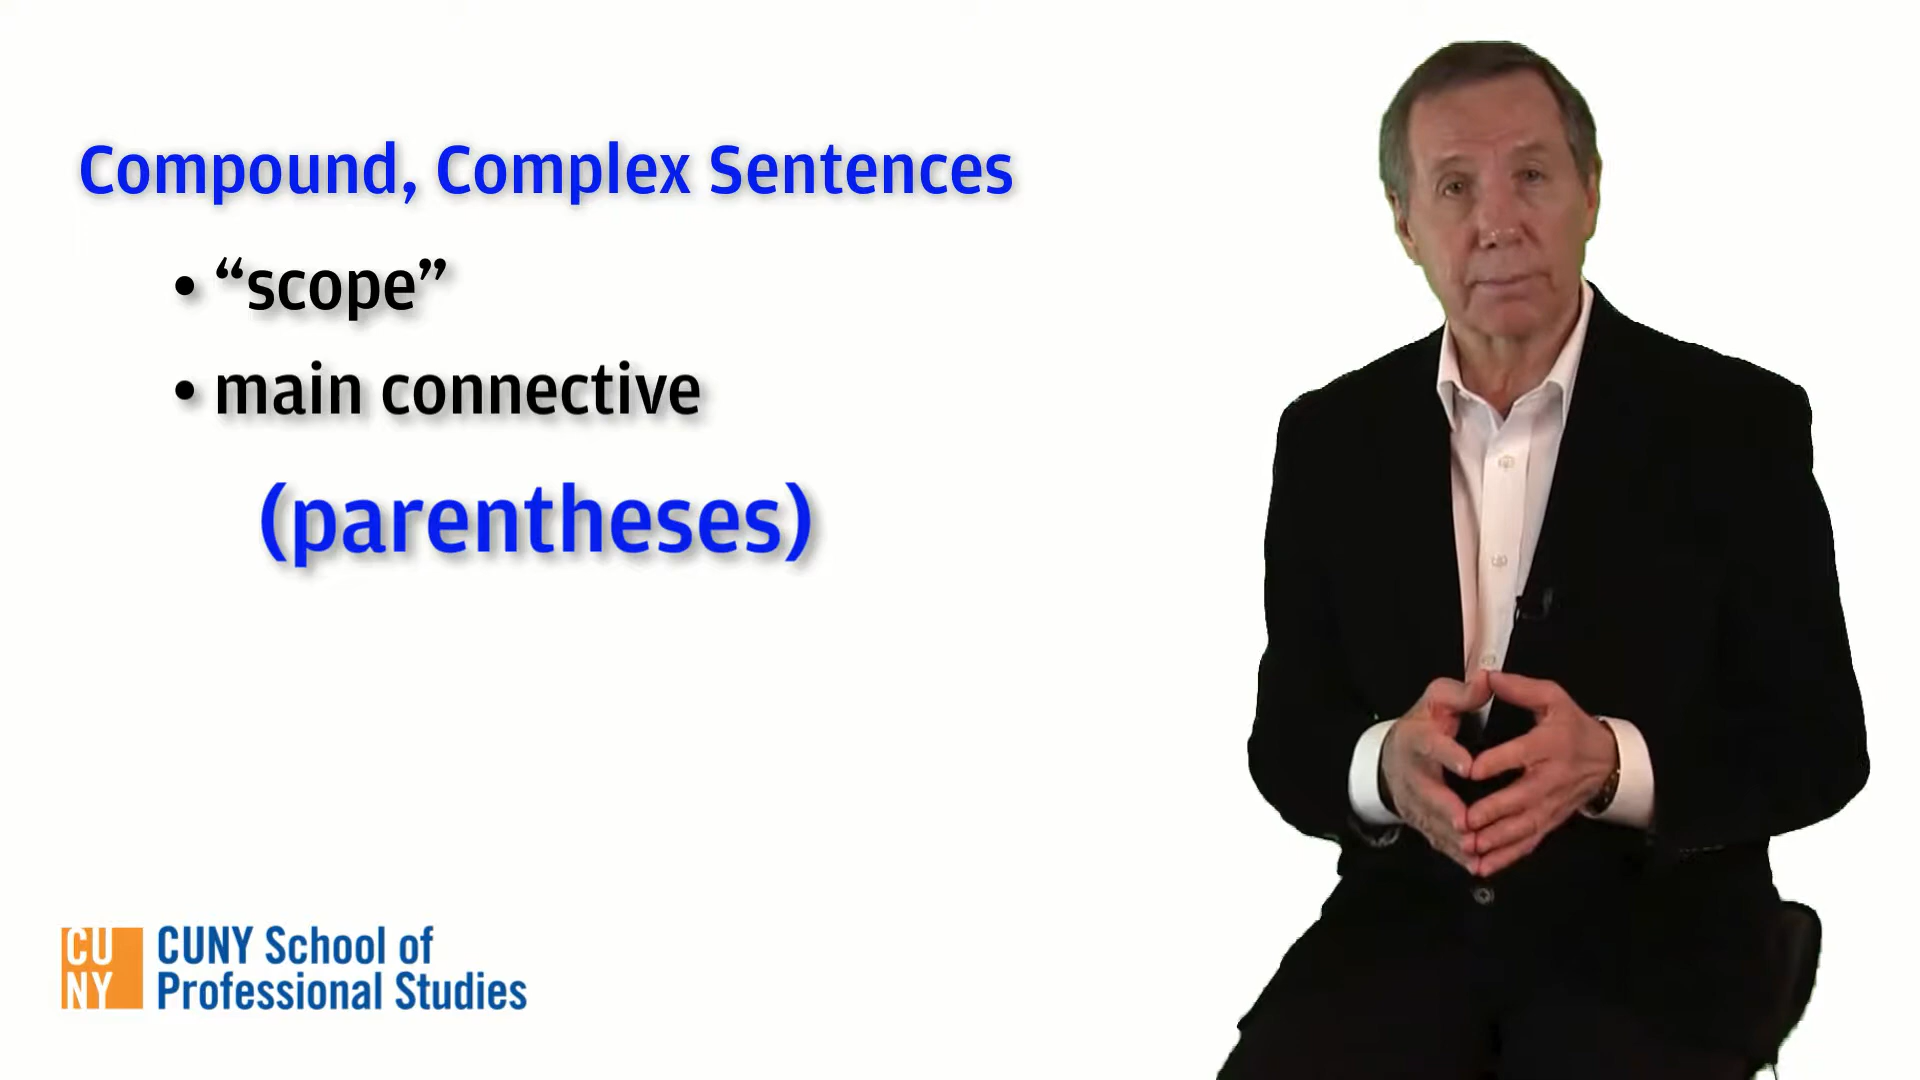 Compound, Complex Sentences
• “scope”
• main connective
(parentheses)
CU
NY
CUNY School of
Professional Studies